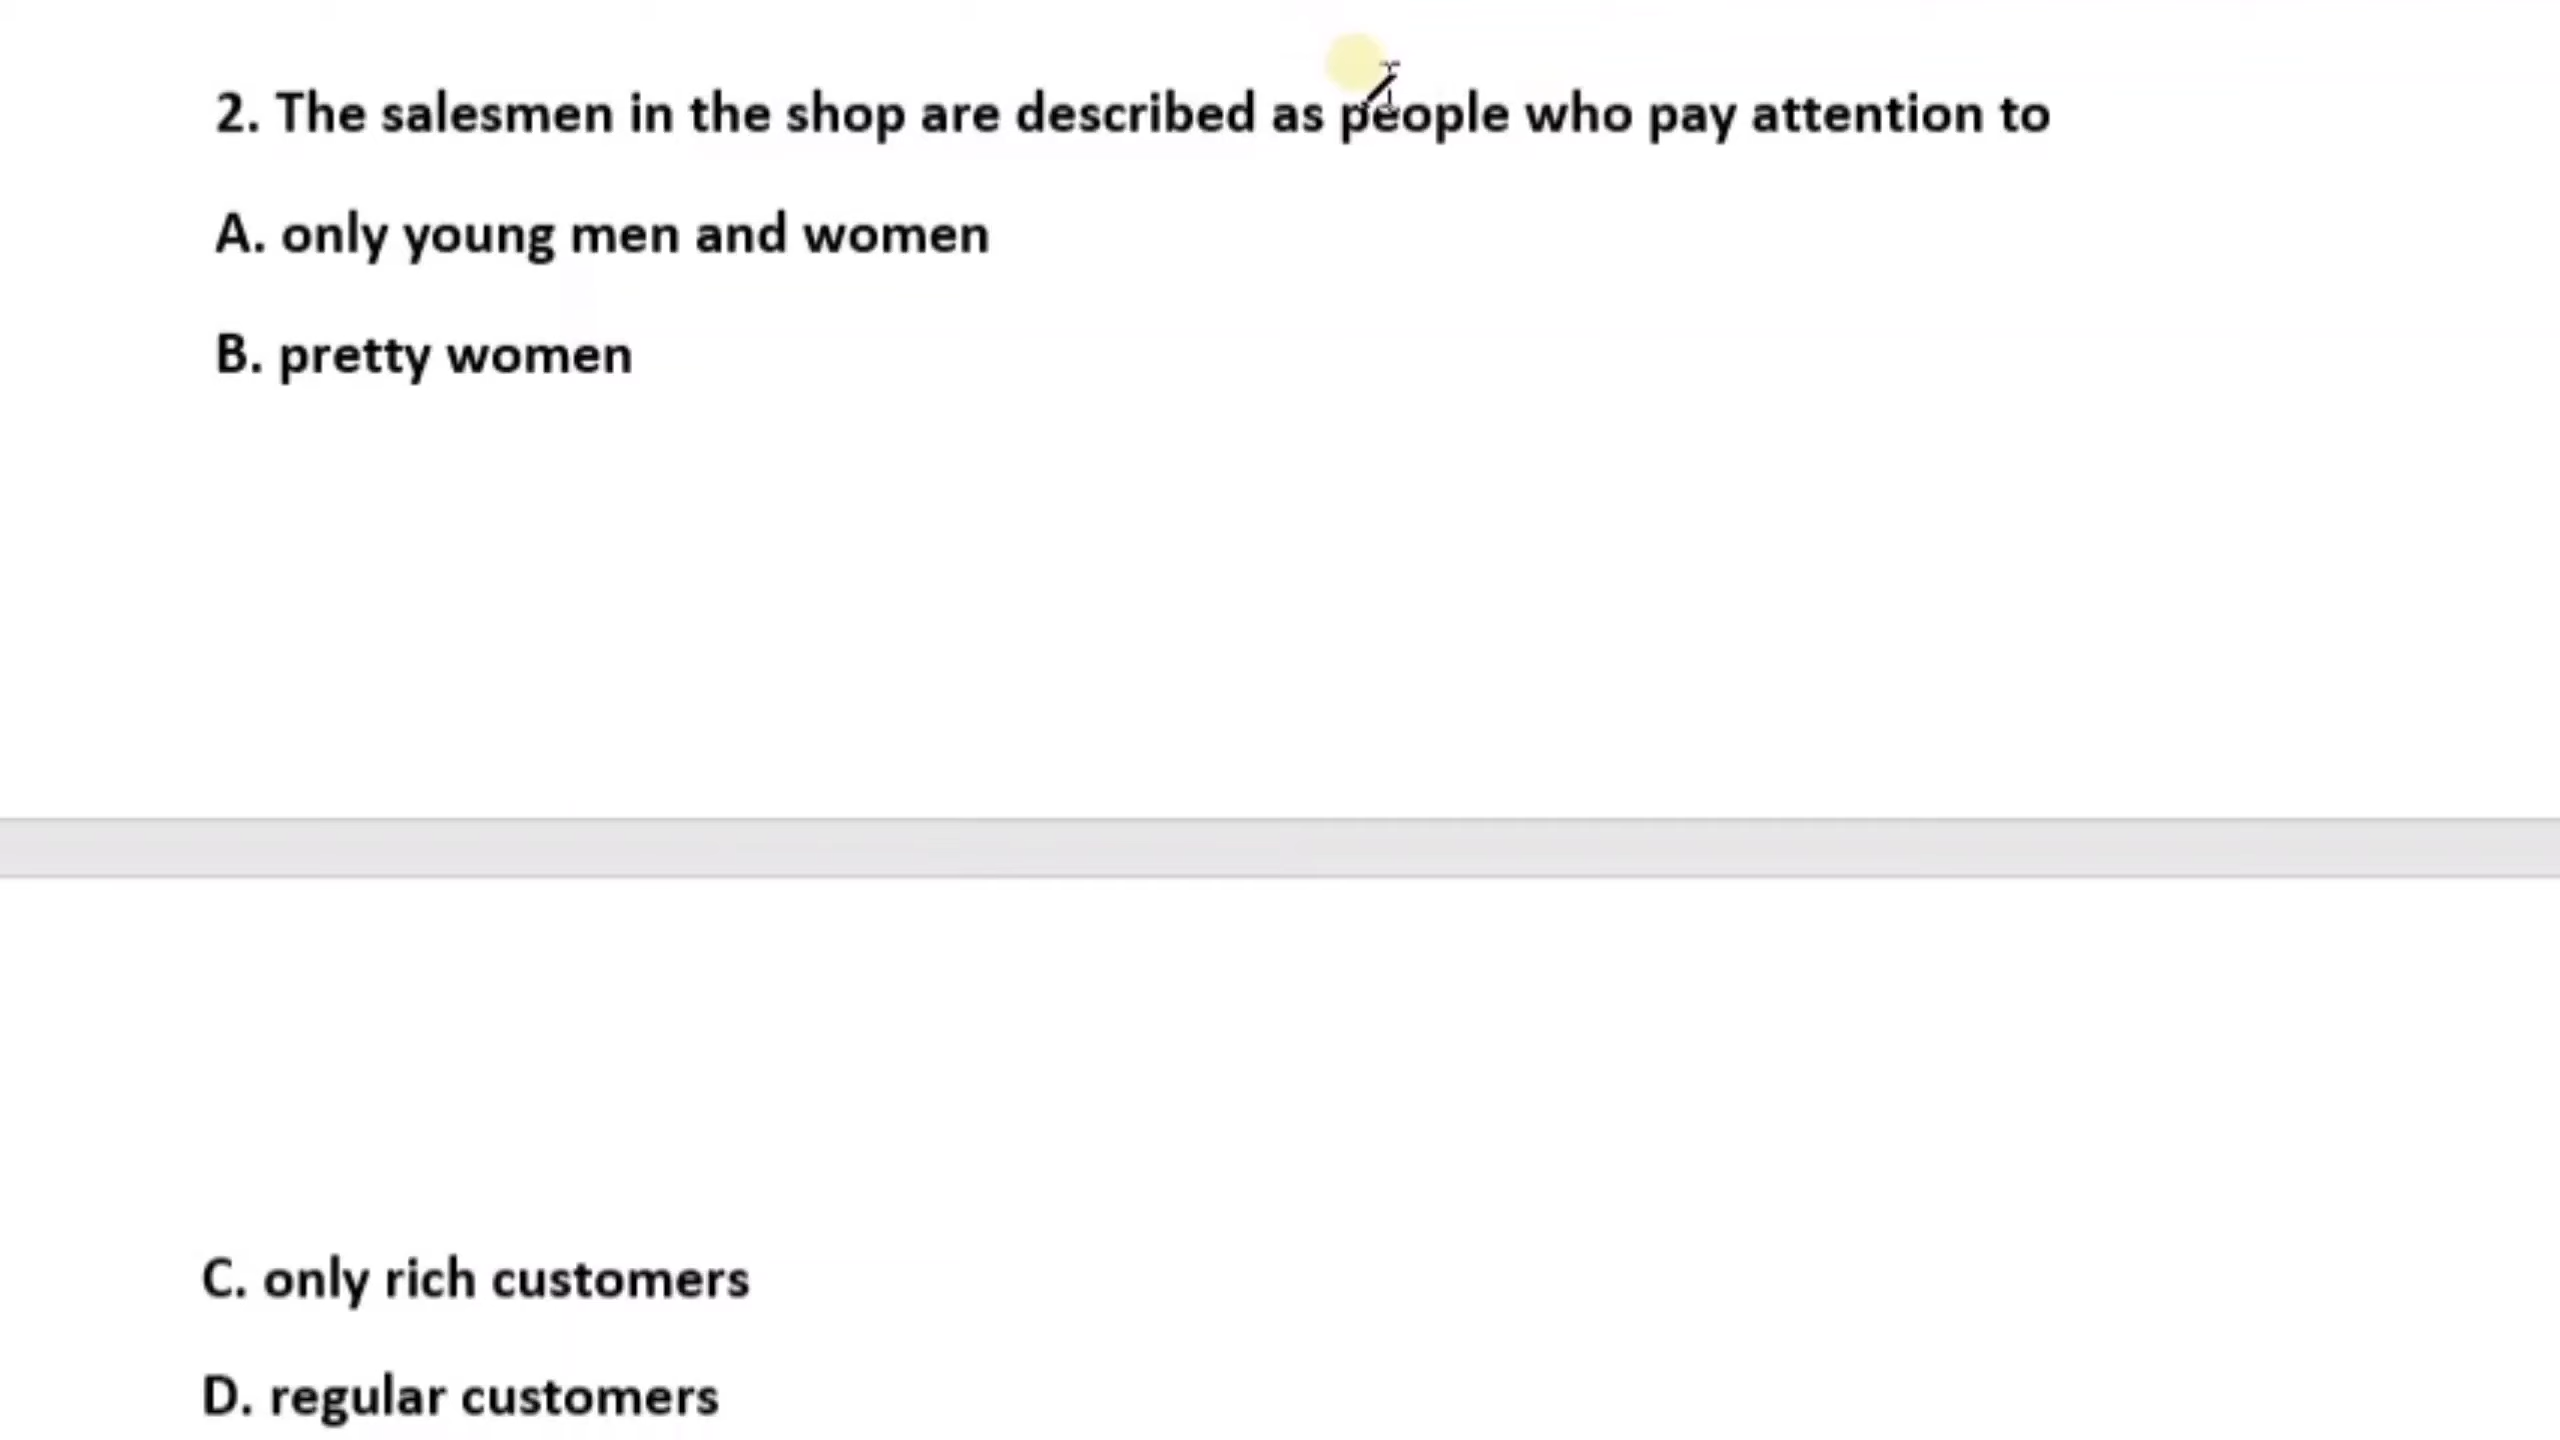 2. The salesmen in the shop are described as people who pay attention to
A. only young men and women
B. pretty women
C. only rich customers
D. regular customers